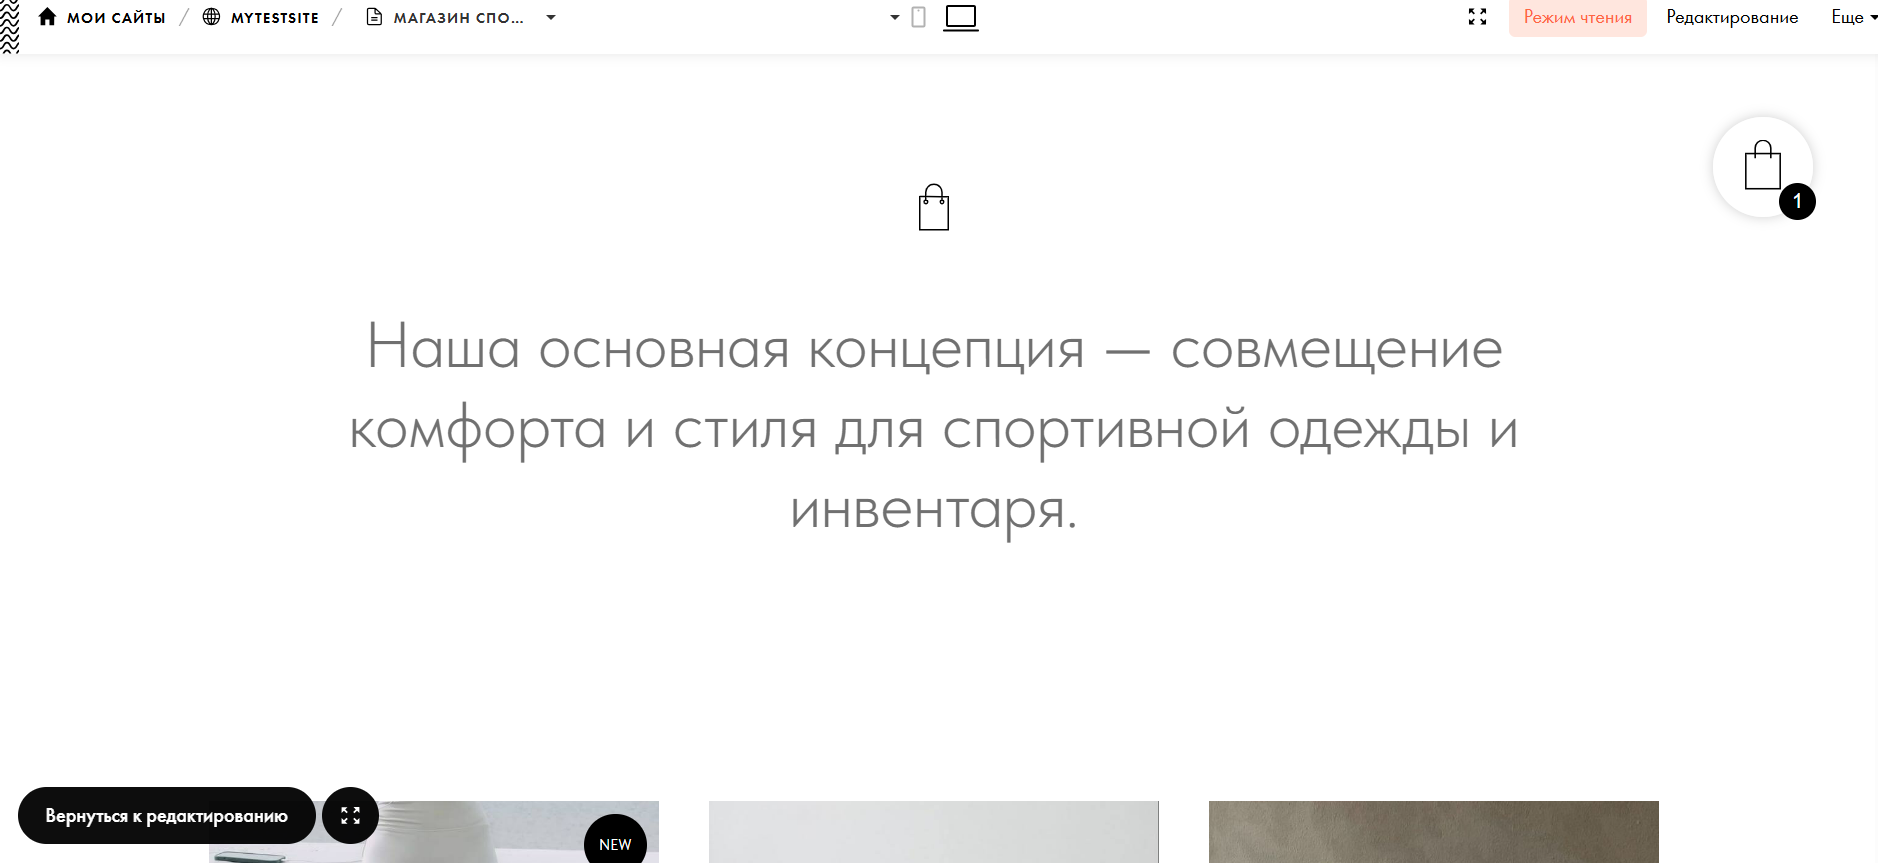 МОИ САЙТЫ / MYTESTSITE / МАГАЗИН СПО...
Режим чтения
Редактирование
Еще
1
Наша основная концепция — совмещение
комфорта и стиля для спортивной одежды и
инвентаря.
Вернуться к редактированию
NEW